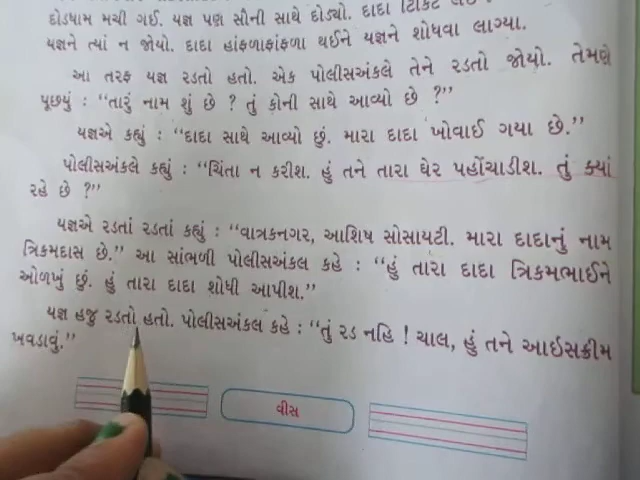 દોડધામ મચી ગઈ. યજ્ઞ પણ સૌની સાથે દોડ્યો. દાદા ટિકિટ
યજ્ઞને ત્યાં ન જોયો. દાદા હાંફળાફાંફળા થઈને યજ્ઞને શોધવા લાગ્યા.
આ તરફ યજ્ઞ રડતો હતો. એક પોલીસઅંકલે તેને રડતો જોયો. તેમણે
પૂછ્યું : “તારું નામ શું છે ? તું કોની સાથે આવ્યો છે ?”
યજ્ઞએ કહ્યું : “દાદા સાથે આવ્યો છું. મારા દાદા ખોવાઈ ગયા છે.”
પોલીસઅંકલે કહ્યું : “ચિંતા ન કરીશ. હું તને તારા ઘેર પહોંચાડીશ. તું ક્યાં
રહે છે ?”
યજ્ઞએ રડતાં રડતાં કહ્યું : “વાત્રકનગર, આશિષ સોસાયટી. મારા દાદાનું નામ
ત્રિકમદાસ છે.” આ સાંભળી પોલીસઅંકલ કહે : “હું તારા દાદા ત્રિકમભાઈને
ઓળખું છું. હું તારા દાદા શોધી આપીશ.”
યજ્ઞ હજુ રડતો હતો. પોલીસઅંકલ કહે : “તું રડ નહિ ! ચાલ, હું તને આઈસક્રીમ
ખવડાવું.”
વીસ